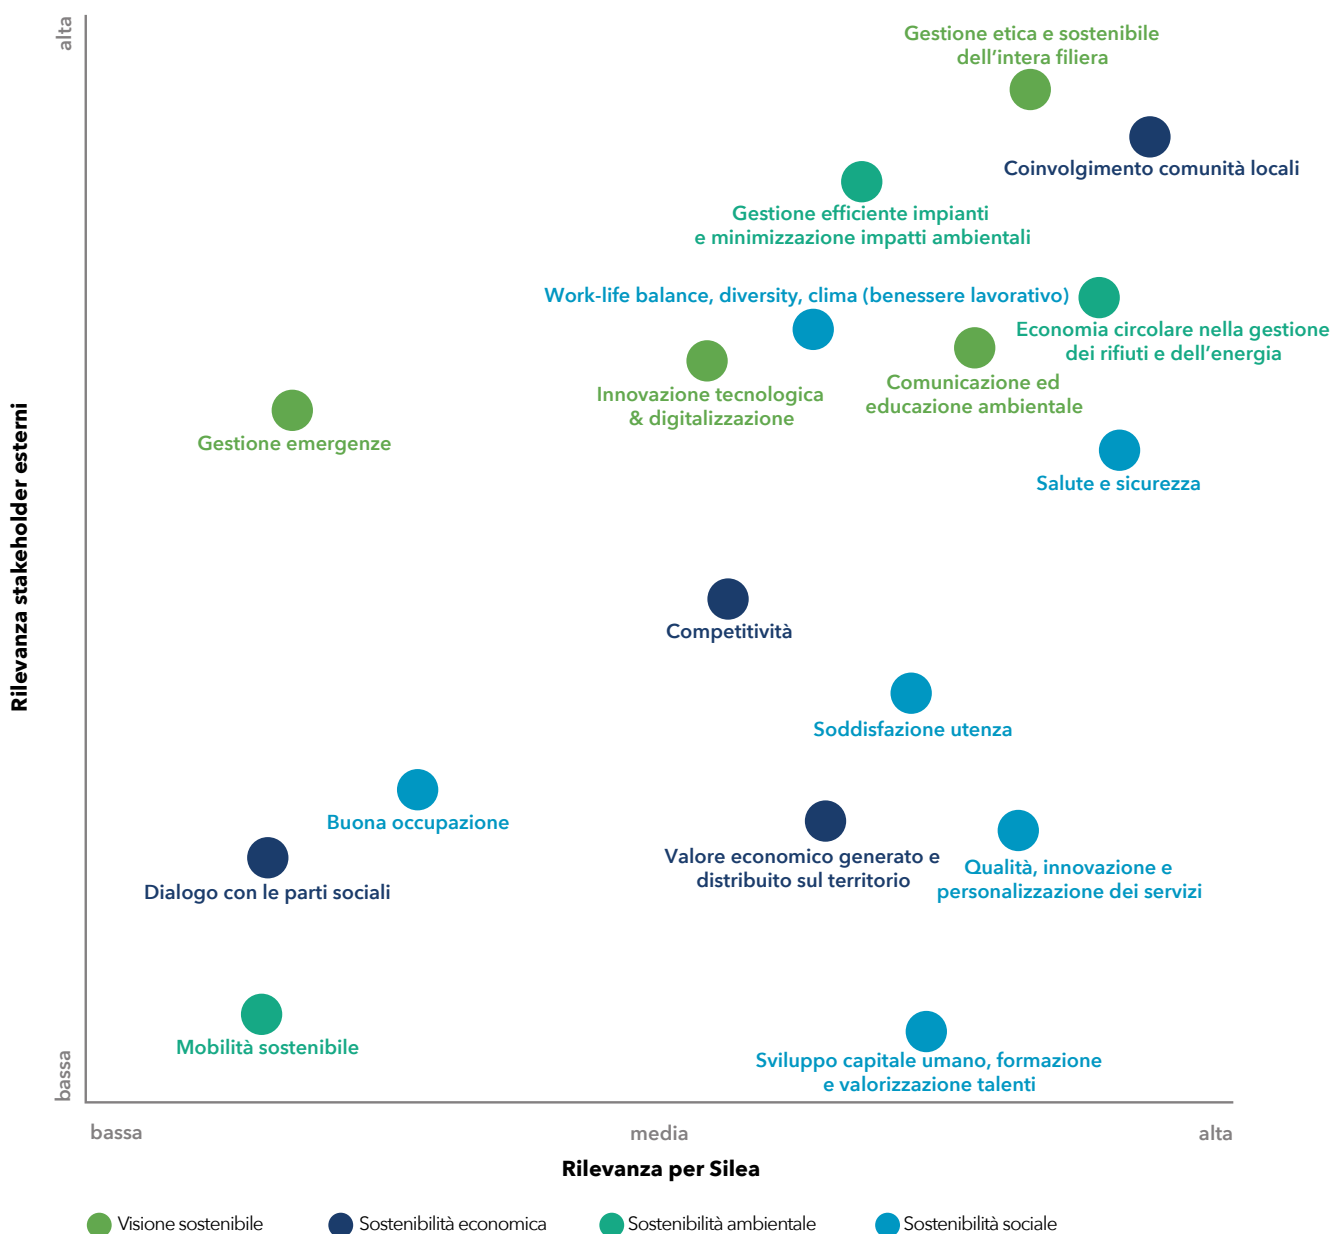 alta
Gestione etica e sostenibile
dell'intera filiera
Coinvolgimento comunità locali
Gestione efficiente impianti
e minimizzazione impatti ambientali
Work-life balance, diversity, clima (benessere lavorativo)
Economia circolare nella gestione
dei rifiuti e dell'energia
Innovazione tecnologica
& digitalizzazione
Comunicazione ed
educazione ambientale
Gestione emergenze
Salute e sicurezza
Rilevanza stakeholder esterni
Competitività
Soddisfazione utenza
Buona occupazione
Valore economico generato e
distribuito sul territorio
Qualità, innovazione e
personalizzazione dei servizi
Dialogo con le parti sociali
Mobilità sostenibile
Sviluppo capitale umano, formazione
e valorizzazione talenti
bassa
bassa
media
alta
Rilevanza per Silea
Visione sostenibile
Sostenibilità economica
Sostenibilità ambientale
Sostenibilità sociale